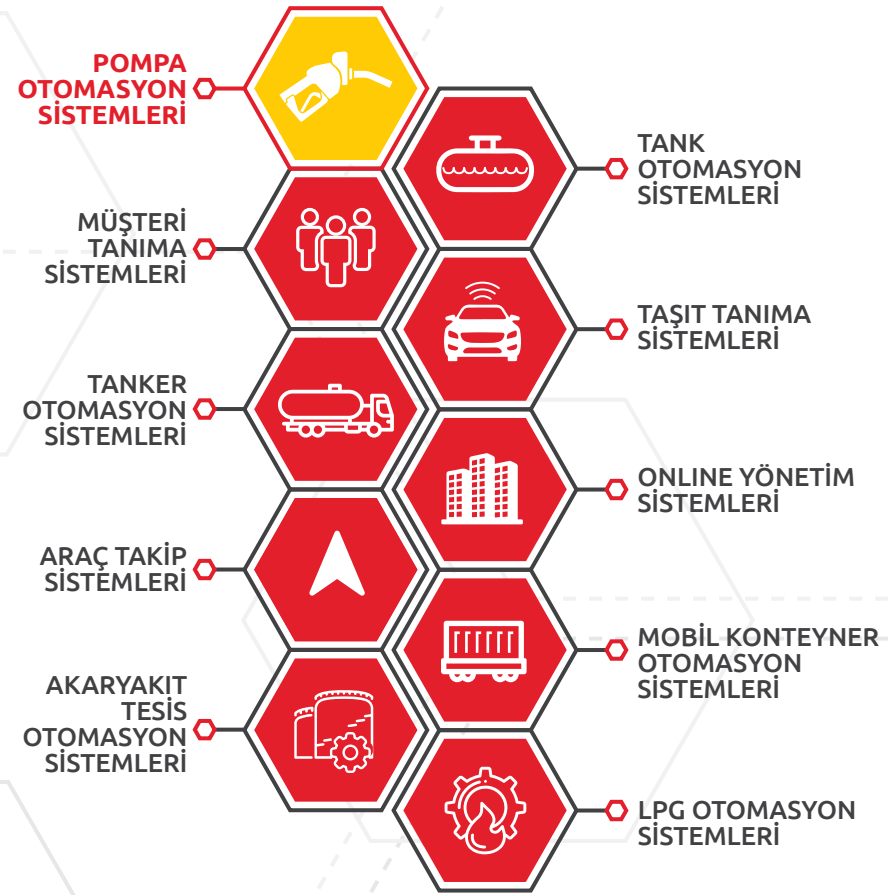 POMPA
OTOMASYON
SİSTEMLERİ
TANK
OTOMASYON
SİSTEMLERİ
MÜŞTERİ
TANIMA
SİSTEMLERİ
TAŞIT TANIMA
SİSTEMLERİ
TANKER
OTOMASYON
SİSTEMLERİ
ONLINE YÖNETİM
SİSTEMLERİ
ARAÇ TAKİP
SİSTEMLERİ
MOBİL KONTEYNER
OTOMASYON
SİSTEMLERİ
AKARYAKIT
TESİS
OTOMASYON
SİSTEMLERİ
LPG OTOMASYON
SİSTEMLERİ